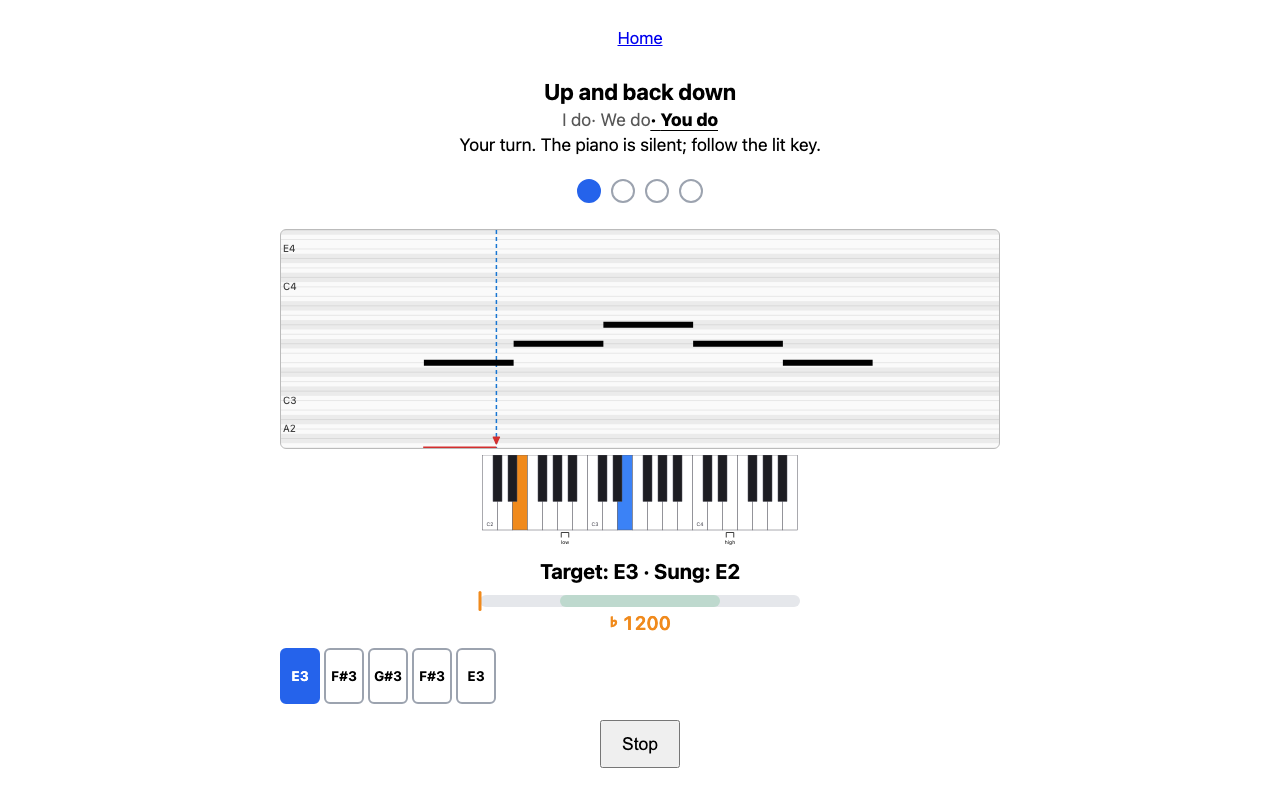 Home
Up and back down
I do· We do· You do
Your turn. The piano is silent; follow the lit key.
E4
C4
C3
A2
C2 C3 C4
low high
Target: E3 · Sung: E2
♭ 1200
E3 F#3 G#3 F#3 E3
Stop